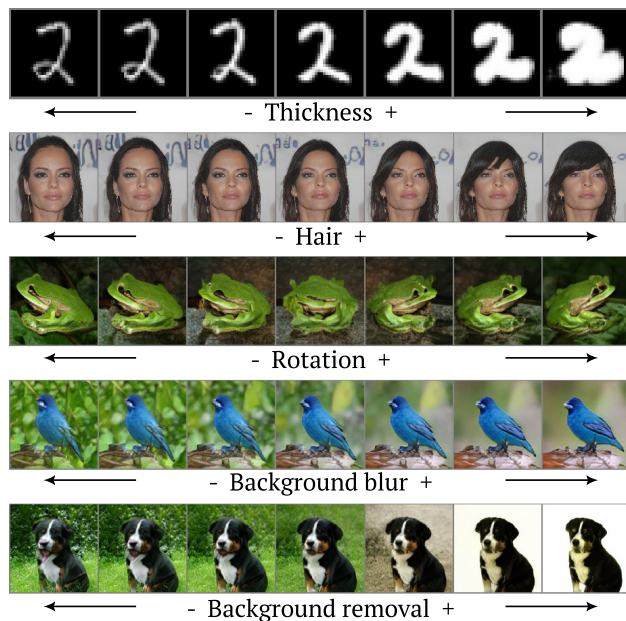 - Thickness +
- Hair +
- Rotation +
- Background blur +
- Background removal +